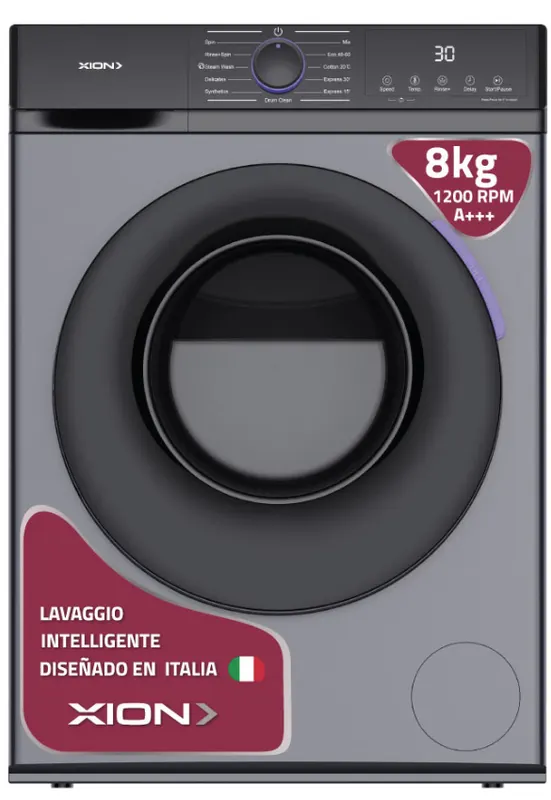 XION
Spin
Rinse+Spin
Steam Wash
Delicates
Synthetics
Mix
Eco 40-60
Cotton 20°C
Express 30'
Express 15'
Drum Clean
30
Speed
Temp.
Delay
Start/Pause
8kg
1200 RPM
A+++
LAVAGGIO
INTELLIGENTE
DISEÑADO EN ITALIA
XION